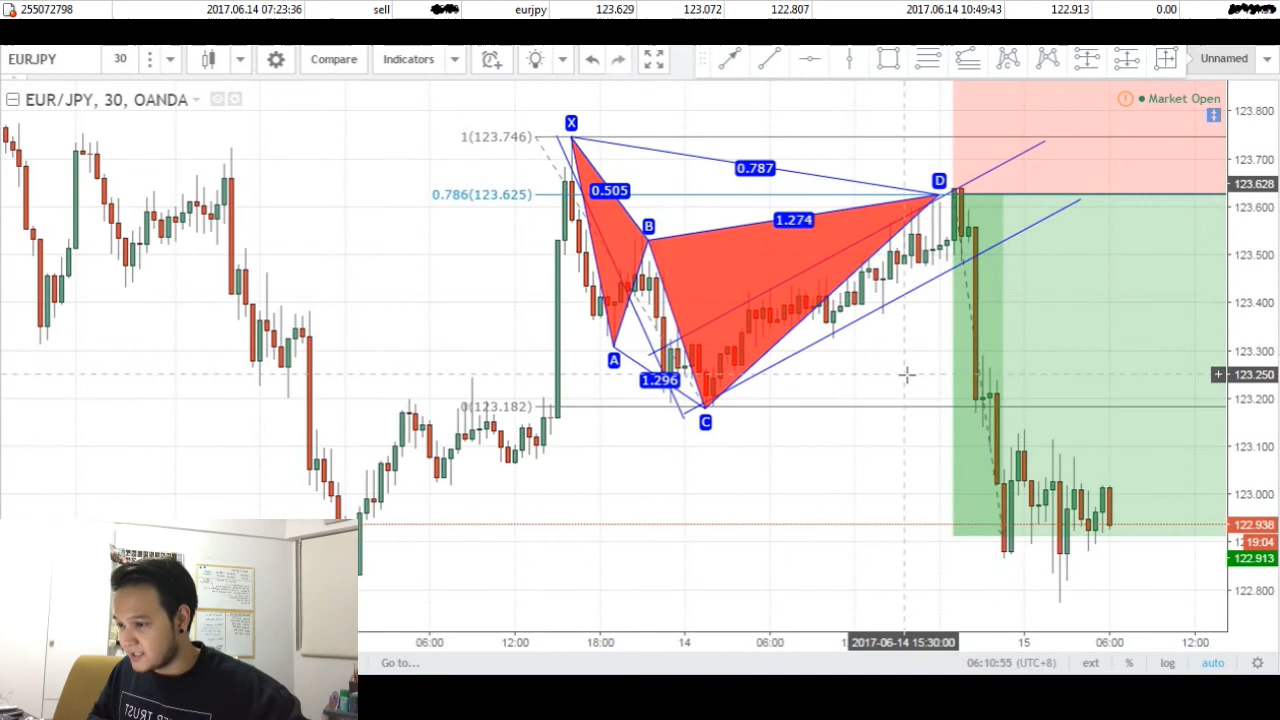 255072798 2017.06.14 07:23:36 sell eurjpy 123.629 123.072 122.807 2017.06.14 10:49:43 122.913 0.00
EURJPY 30 Compare Indicators Unnamed
EUR/JPY, 30, OANDA
Market Open
123.800
X
1(123.746)
123.700
0.787
D
123.628
0.505
0.786(123.625)
123.600
1.274
B
123.500
123.400
123.300
A
123.250
1.296
123.200
0(123.182)
C
123.100
123.000
122.938
19:04
122.913
122.800
06:00 12:00 18:00 14 06:00 2017-06-14 15:30:00 15 06:00 12:00
Go to... 06:10:55 (UTC+8) ext % log auto
TRUST